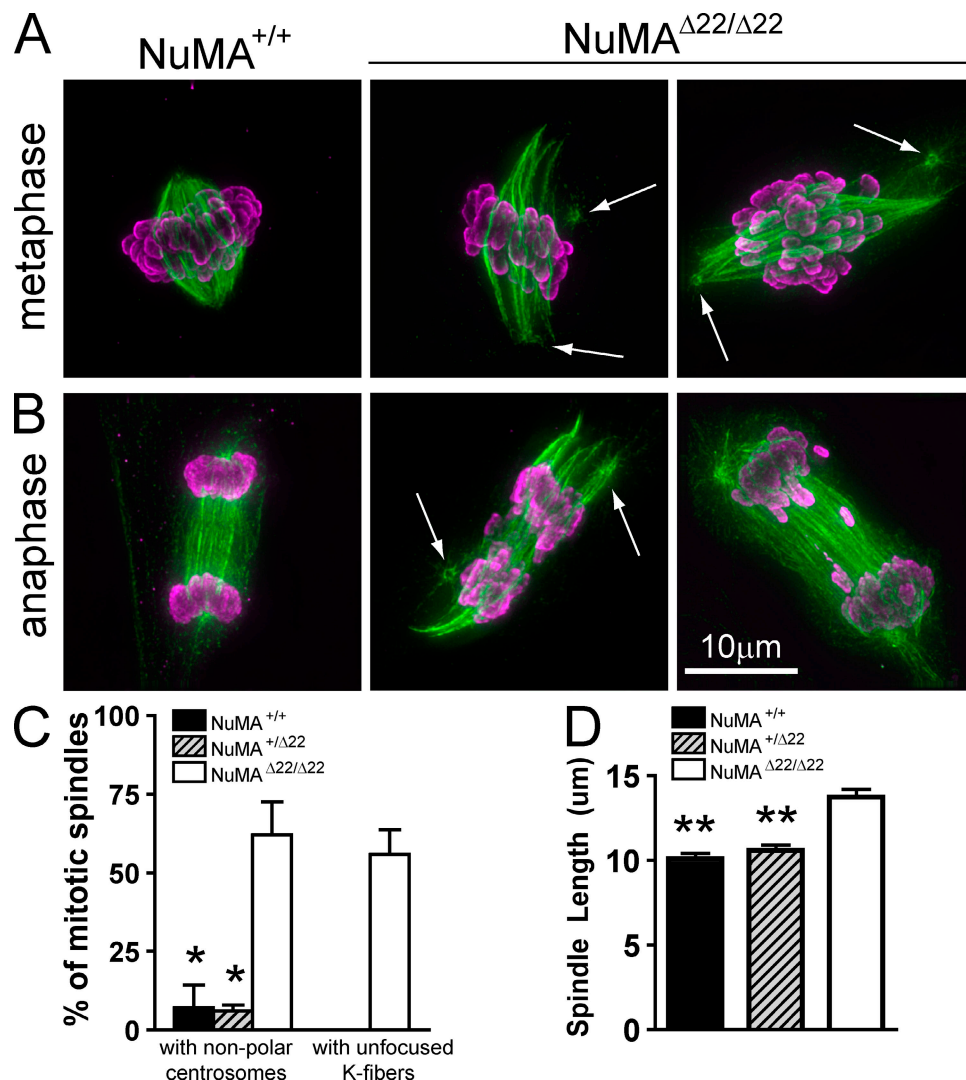 A
NuMA+/+
NuMAΔ22/Δ22
metaphase
B
anaphase
10µm
C
% of mitotic spindles
100
75
50
25
0
NuMA+/+
NuMA+/Δ22
NuMAΔ22/Δ22
*
*
with non-polar
centrosomes
with unfocused
K-fibers
D
Spindle Length (um)
15
10
5
0
NuMA+/+
NuMA+/Δ22
NuMAΔ22/Δ22
**
**